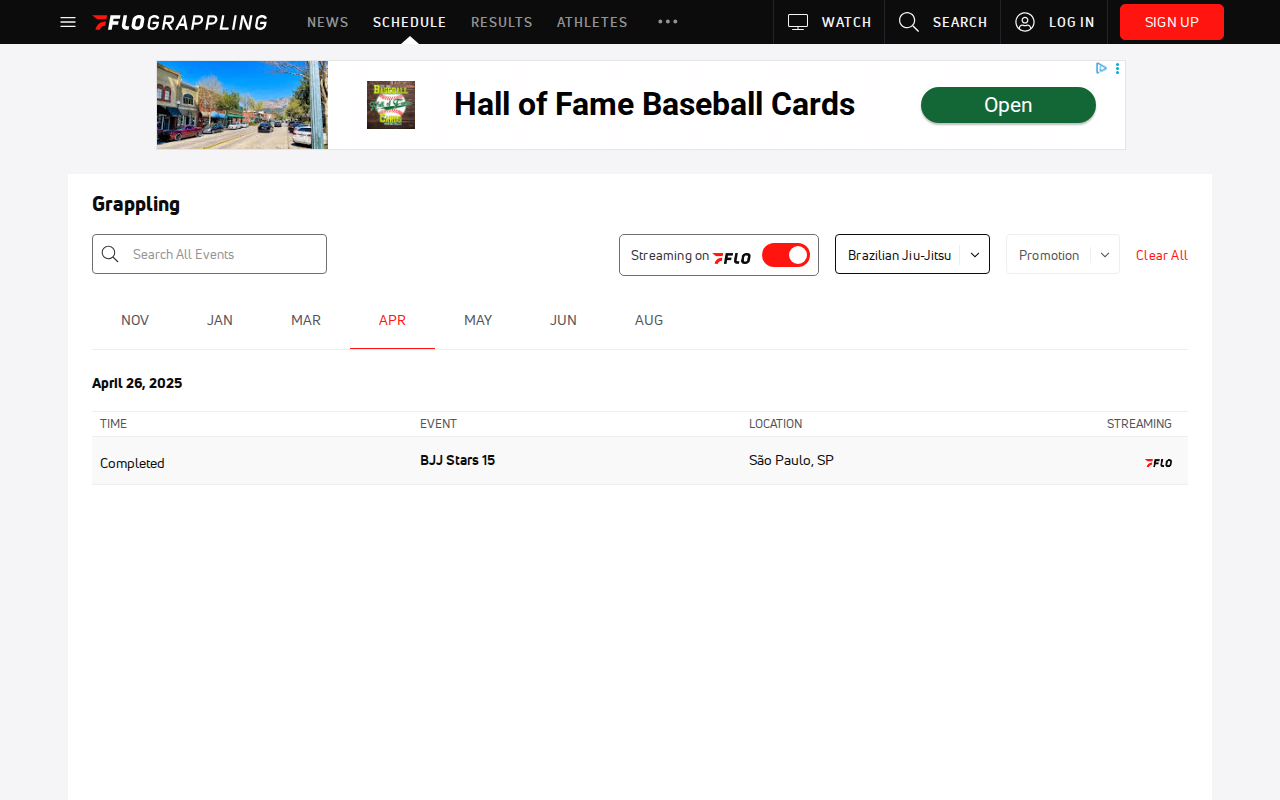 FLOGRAPPLING NEWS SCHEDULE RESULTS ATHLETES WATCH SEARCH LOG IN SIGN UP
Hall of Fame Baseball Cards Open
Grappling
Search All Events Streaming on FLO Brazilian Jiu-Jitsu Promotion Clear All
NOV JAN MAR APR MAY JUN AUG
April 26, 2025
TIME EVENT LOCATION STREAMING
Completed BJJ Stars 15 São Paulo, SP FLO